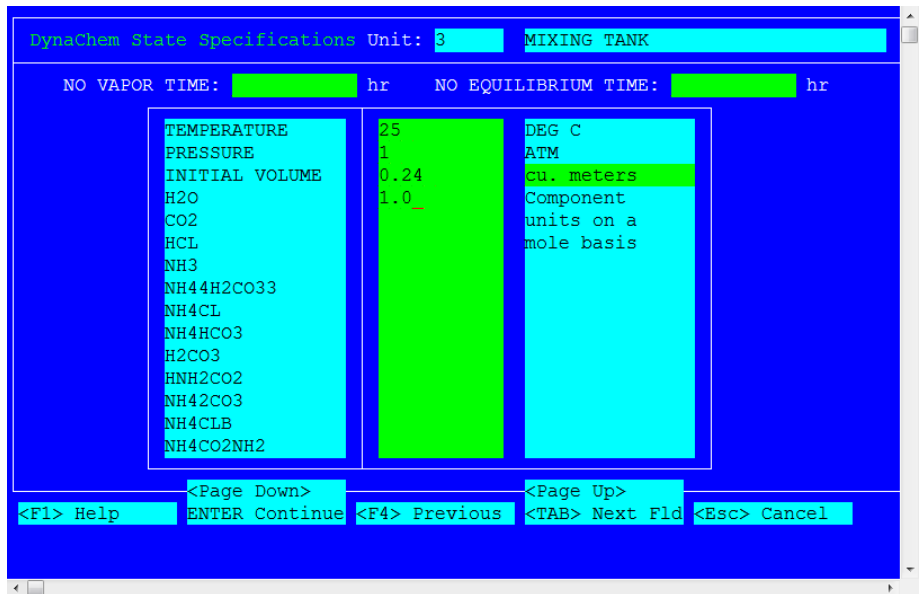 DynaChem State Specifications Unit: 3 MIXING TANK
NO VAPOR TIME: hr NO EQUILIBRIUM TIME: hr
TEMPERATURE 25 DEG C
PRESSURE 1 ATM
INITIAL VOLUME 0.24 cu. meters
H2O 1.0_ Component
CO2 units on a
HCL mole basis
NH3
NH44H2CO33
NH4CL
NH4HCO3
H2CO3
HNH2CO2
NH42CO3
NH4CLB
NH4CO2NH2
<Page Down> <Page Up>
<F1> Help ENTER Continue <F4> Previous <TAB> Next Fld <Esc> Cancel